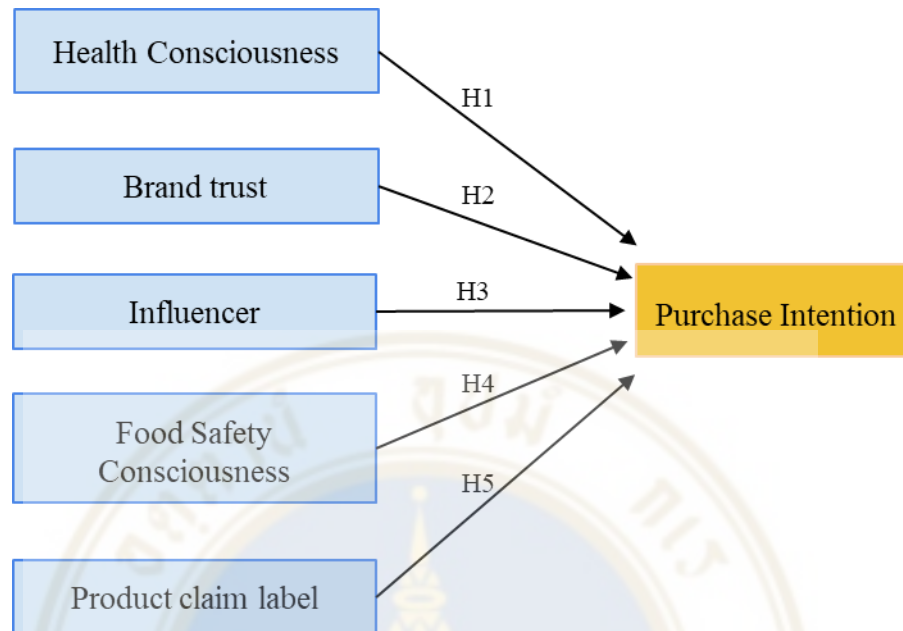 Health Consciousness
H1
Brand trust
H2
Influencer
H3
Purchase Intention
Food Safety
Consciousness
H4
H5
Product claim label